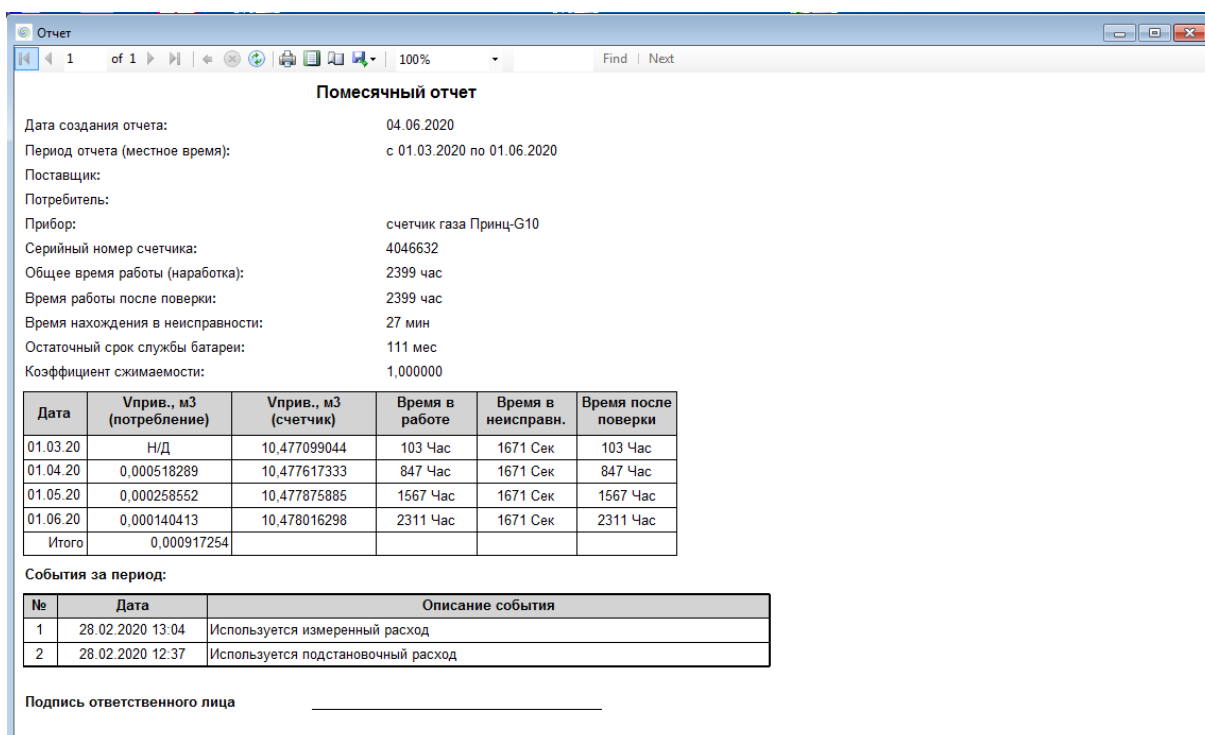 Отчет
1 of 1 100% Find | Next
Помесячный отчет
Дата создания отчета: 04.06.2020
Период отчета (местное время): с 01.03.2020 по 01.06.2020
Поставщик:
Потребитель:
Прибор: счетчик газа Принц-G10
Серийный номер счетчика: 4046632
Общее время работы (наработка): 2399 час
Время работы после поверки: 2399 час
Время нахождения в неисправности: 27 мин
Остаточный срок службы батареи: 111 мес
Коэффициент сжимаемости: 1,000000
Дата Vприв., м3 (потребление) Vприв., м3 (счетчик) Время в работе Время в неисправн. Время после поверки
01.03.20 Н/Д 10,477099044 103 Час 1671 Сек 103 Час
01.04.20 0,000518289 10,477617333 847 Час 1671 Сек 847 Час
01.05.20 0,000258552 10,477875885 1567 Час 1671 Сек 1567 Час
01.06.20 0,000140413 10,478016298 2311 Час 1671 Сек 2311 Час
Итого 0,000917254
События за период:
№ Дата Описание события
1 28.02.2020 13:04 Используется измеренный расход
2 28.02.2020 12:37 Используется подстановочный расход
Подпись ответственного лица